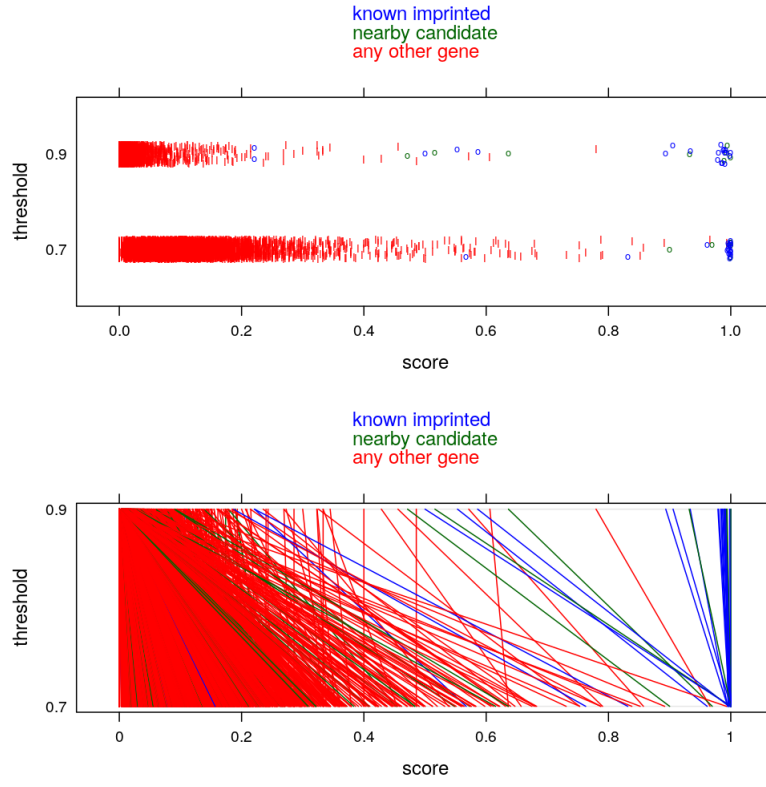 known imprinted
nearby candidate
any other gene
threshold
0.9
0.7
0.0 0.2 0.4 0.6 0.8 1.0
score
known imprinted
nearby candidate
any other gene
threshold
0.9
0.7
0 0.2 0.4 0.6 0.8 1
score